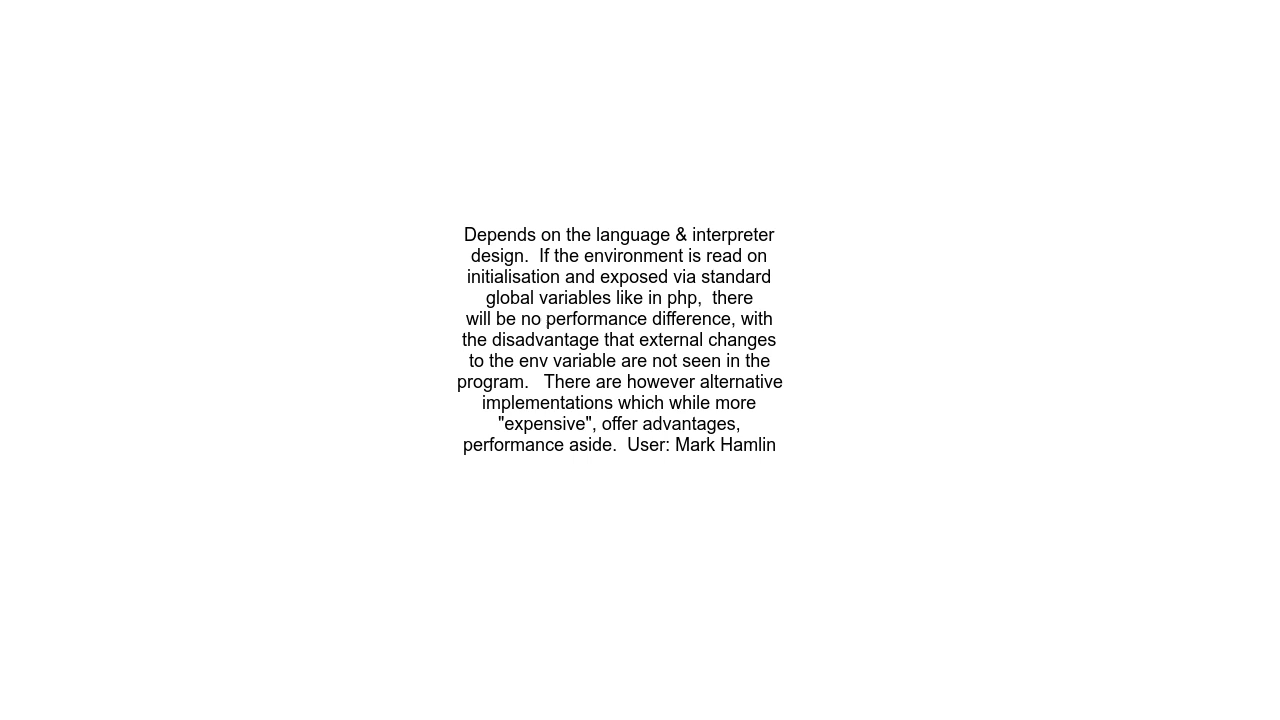 Depends on the language & interpreter
design.  If the environment is read on
initialisation and exposed via standard
global variables like in php,  there
will be no performance difference, with
the disadvantage that external changes
to the env variable are not seen in the
program.   There are however alternative
implementations which while more
"expensive", offer advantages,
performance aside.  User: Mark Hamlin